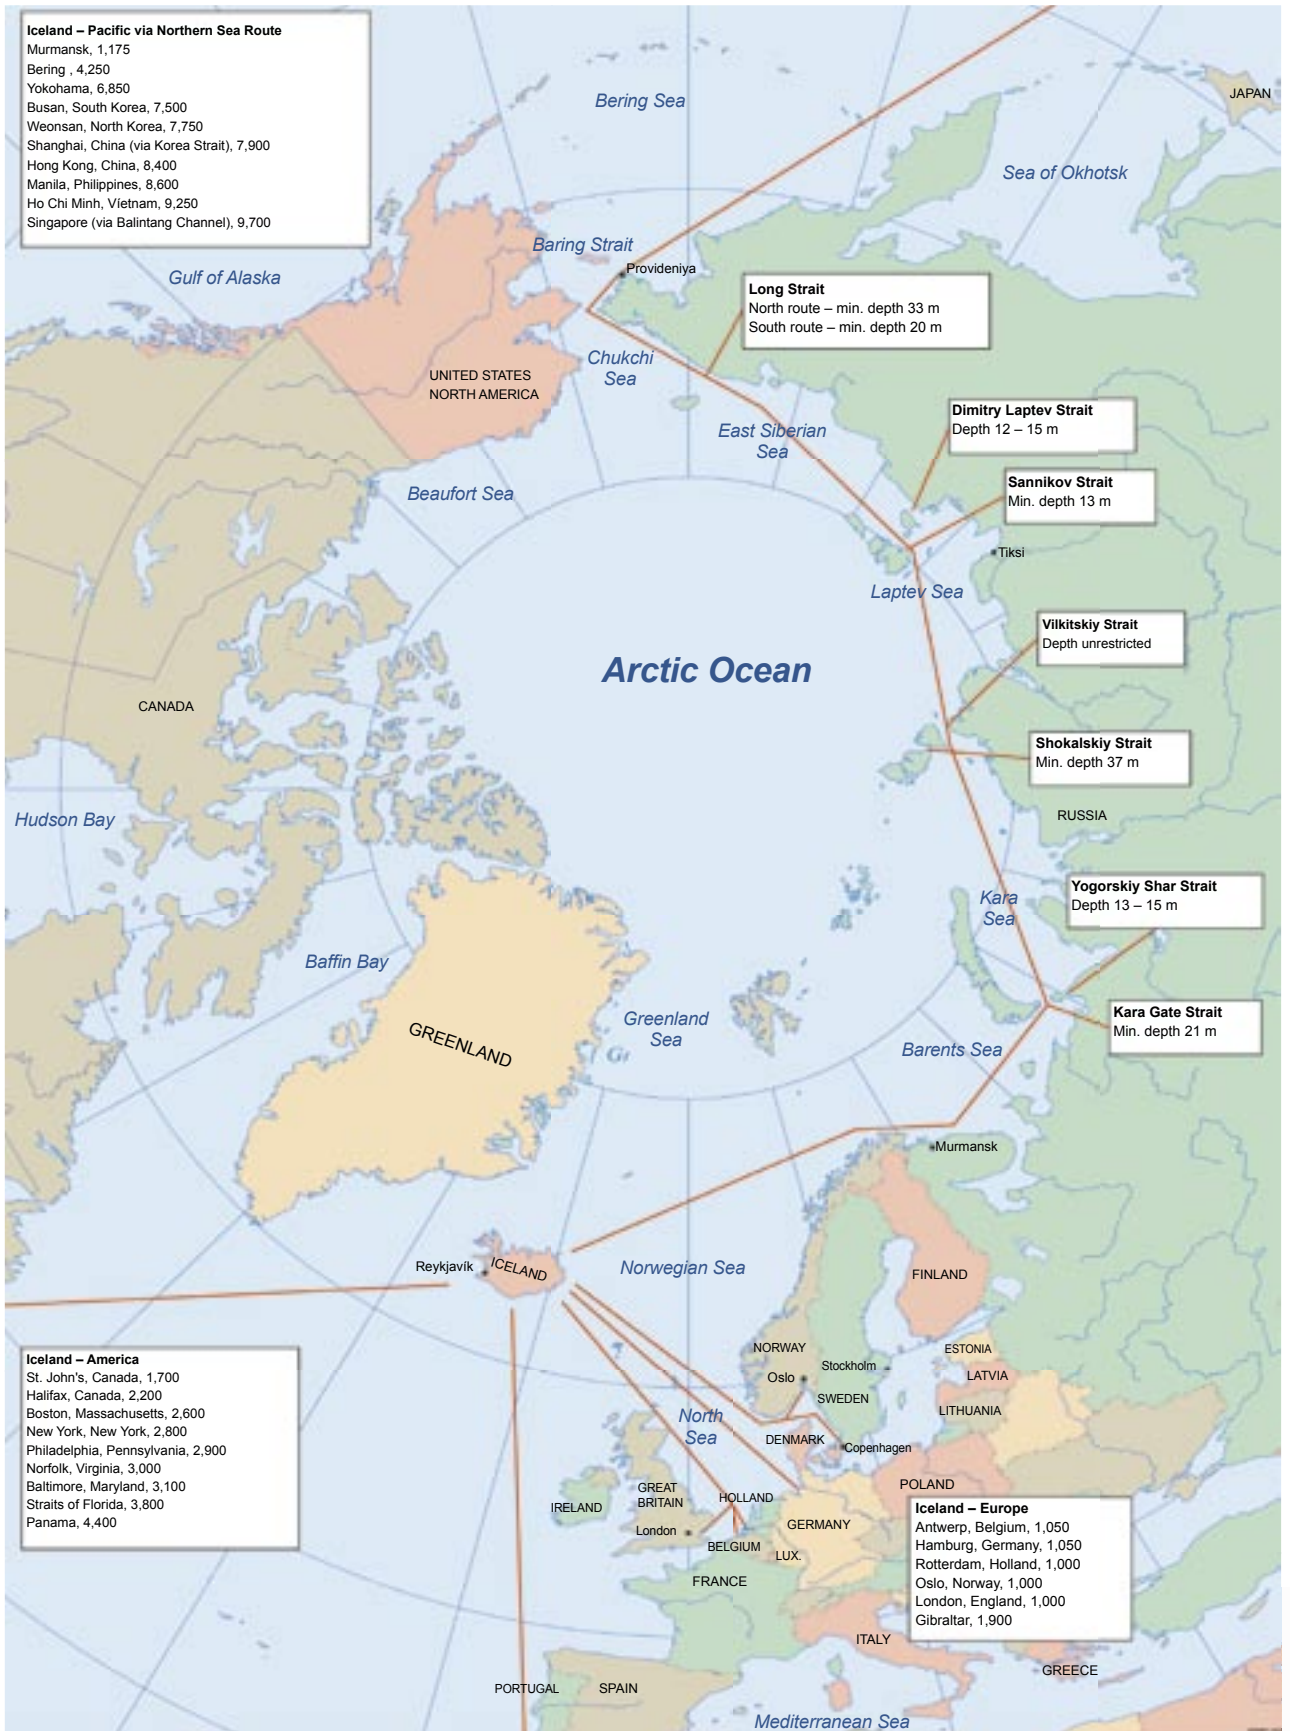 Iceland – Pacific via Northern Sea Route
Murmansk, 1,175
Bering , 4,250
Yokohama, 6,850
Busan, South Korea, 7,500
Weonsan, North Korea, 7,750
Shanghai, China (via Korea Strait), 7,900
Hong Kong, China, 8,400
Manila, Philippines, 8,600
Ho Chi Minh, Víetnam, 9,250
Singapore (via Balintang Channel), 9,700
Bering Sea
JAPAN
Sea of Okhotsk
Baring Strait
Provideniya
Gulf of Alaska
Long Strait
North route – min. depth 33 m
South route – min. depth 20 m
Chukchi
Sea
UNITED STATES
NORTH AMERICA
Dimitry Laptev Strait
Depth 12 – 15 m
East Siberian
Sea
Sannikov Strait
Min. depth 13 m
Beaufort Sea
Tiksi
Laptev Sea
Vilkitskiy Strait
Depth unrestricted
Arctic Ocean
CANADA
Shokalskiy Strait
Min. depth 37 m
Hudson Bay
RUSSIA
Yogorskiy Shar Strait
Depth 13 – 15 m
Kara
Sea
Baffin Bay
Kara Gate Strait
Min. depth 21 m
Greenland
Sea
GREENLAND
Gr
Barents Sea
Murmansk
Reykjavík
ICELAND
Norwegian Sea
FINLAND
NORWAY
ESTONIA
Stockholm
Oslo
LATVIA
SWEDEN
LITHUANIA
North
Sea
DENMARK
Copenhagen
Iceland – America
St. John's, Canada, 1,700
Halifax, Canada, 2,200
Boston, Massachusetts, 2,600
New York, New York, 2,800
Philadelphia, Pennsylvania, 2,900
Norfolk, Virginia, 3,000
Baltimore, Maryland, 3,100
Straits of Florida, 3,800
Panama, 4,400
POLAND
GREAT
BRITAIN
HOLLAND
IRELAND
GERMANY
London
BELGIUM
LUX.
FRANCE
Iceland – Europe
Antwerp, Belgium, 1,050
Hamburg, Germany, 1,050
Rotterdam, Holland, 1,000
Oslo, Norway, 1,000
London, England, 1,000
Gibraltar, 1,900
ITALY
GREECE
PORTUGAL
SPAIN
Mediterranean Sea